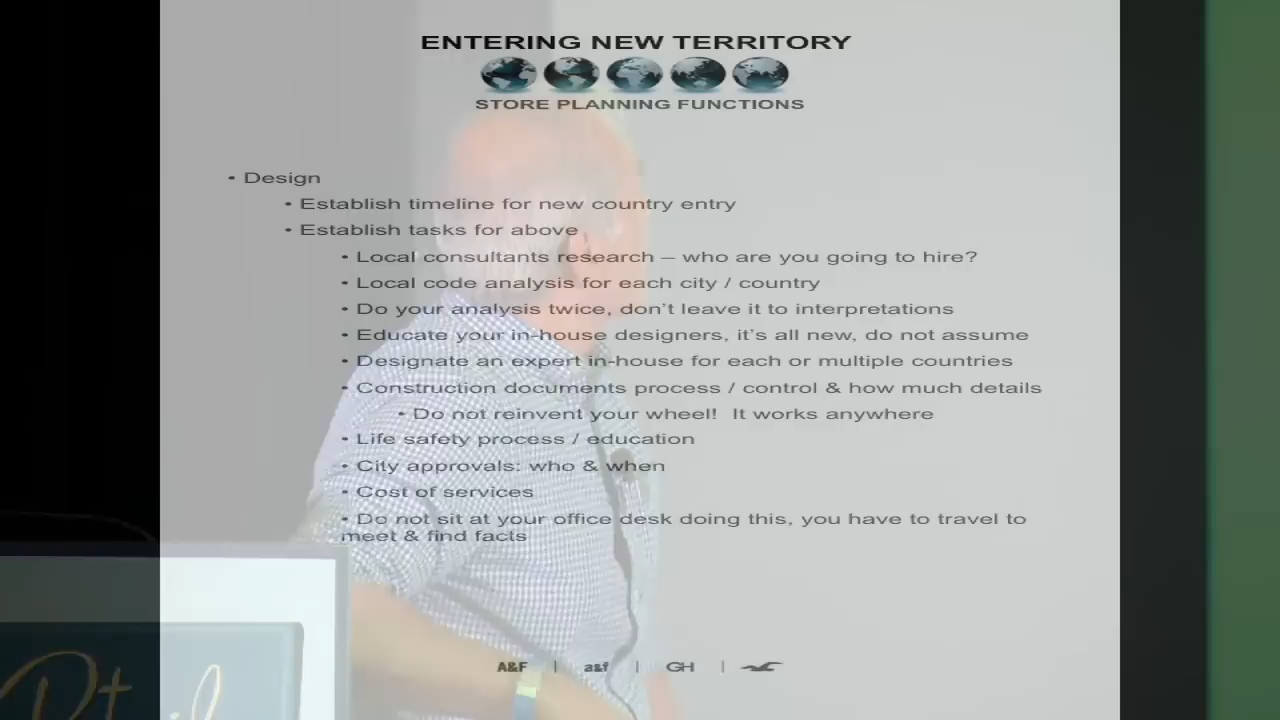 ENTERING NEW TERRITORY
STORE PLANNING FUNCTIONS
• Design
• Establish timeline for new country entry
• Establish tasks for above
• Local consultants research – who are you going to hire?
• Local code analysis for each city / country
• Do your analysis twice, don't leave it to interpretations
• Educate your in-house designers, it's all new, do not assume
• Designate an expert in-house for each or multiple countries
• Construction documents process / control & how much details
• Do not reinvent your wheel!  It works anywhere
• Life safety process / education
• City approvals: who & when
• Cost of services
• Do not sit at your office desk doing this, you have to travel to
meet & find facts
A&F | a&f | GH |